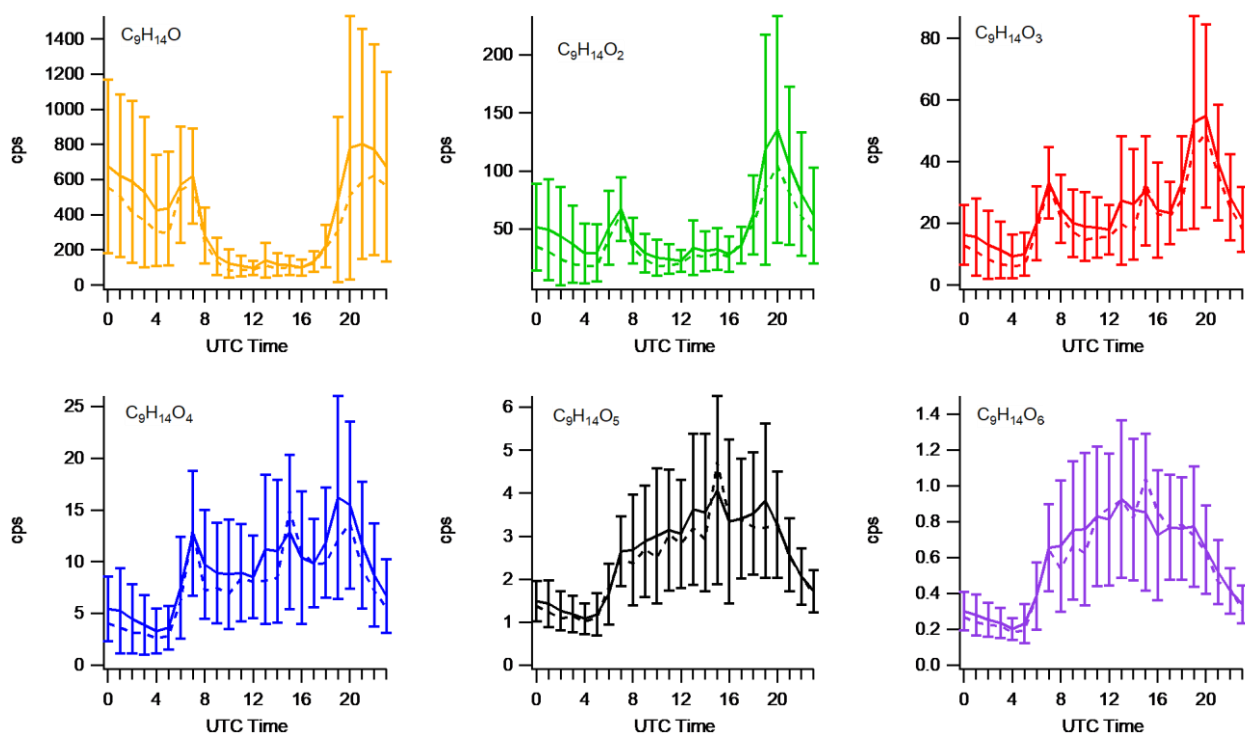 C₉H₁₄O
1400
1200
1000
800
600
400
200
0
cps
0 4 8 12 16 20
UTC Time
C₉H₁₄O₂
200
150
100
50
cps
0 4 8 12 16 20
UTC Time
C₉H₁₄O₃
80
60
40
20
0
cps
0 4 8 12 16 20
UTC Time
C₉H₁₄O₄
25
20
15
10
5
0
cps
0 4 8 12 16 20
UTC Time
C₉H₁₄O₅
6
5
4
3
2
1
0
cps
0 4 8 12 16 20
UTC Time
C₉H₁₄O₆
1.4
1.2
1.0
0.8
0.6
0.4
0.2
0.0
cps
0 4 8 12 16 20
UTC Time